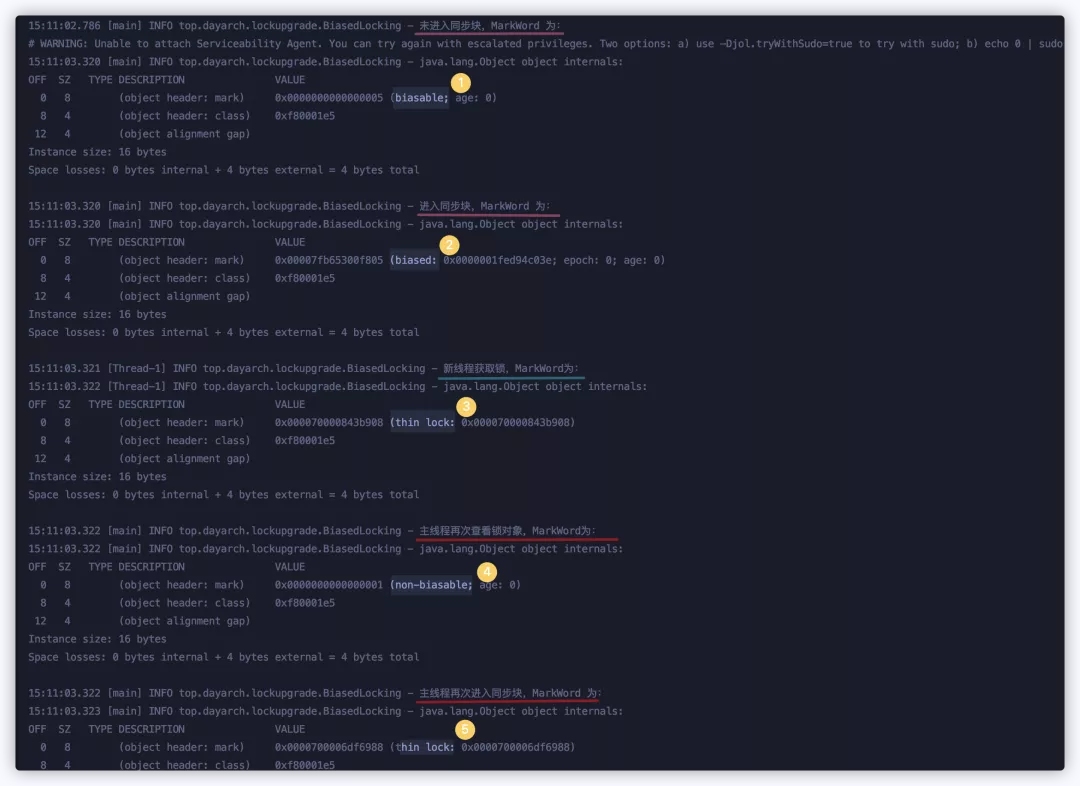 15:11:02.786 [main] INFO top.dayarch.lockupgrade.BiasedLocking - 未进入同步块，MarkWord 为:
# WARNING: Unable to attach Serviceability Agent. You can try again with escalated privileges. Two options: a) use -Djol.tryWithSudo=true to try with sudo; b) echo 0 | sudo
15:11:03.320 [main] INFO top.dayarch.lockupgrade.BiasedLocking - java.lang.Object object internals:
OFF SZ TYPE DESCRIPTION VALUE 1
0 8 (object header: mark) 0x0000000000000005 (biasable; age: 0)
8 4 (object header: class) 0xf80001e5
12 4 (object alignment gap)
Instance size: 16 bytes
Space losses: 0 bytes internal + 4 bytes external = 4 bytes total
15:11:03.320 [main] INFO top.dayarch.lockupgrade.BiasedLocking - 进入同步块，MarkWord 为:
15:11:03.320 [main] INFO top.dayarch.lockupgrade.BiasedLocking - java.lang.Object object internals:
OFF SZ TYPE DESCRIPTION VALUE 2
0 8 (object header: mark) 0x00007fb65300f805 (biased: 0x0000001fed94c03e; epoch: 0; age: 0)
8 4 (object header: class) 0xf80001e5
12 4 (object alignment gap)
Instance size: 16 bytes
Space losses: 0 bytes internal + 4 bytes external = 4 bytes total
15:11:03.321 [Thread-1] INFO top.dayarch.lockupgrade.BiasedLocking - 新线程获取锁，MarkWord为:
15:11:03.322 [Thread-1] INFO top.dayarch.lockupgrade.BiasedLocking - java.lang.Object object internals:
OFF SZ TYPE DESCRIPTION VALUE 3
0 8 (object header: mark) 0x000070000843b908 (thin lock: 0x000070000843b908)
8 4 (object header: class) 0xf80001e5
12 4 (object alignment gap)
Instance size: 16 bytes
Space losses: 0 bytes internal + 4 bytes external = 4 bytes total
15:11:03.322 [main] INFO top.dayarch.lockupgrade.BiasedLocking - 主线程再次查看锁对象，MarkWord为:
15:11:03.322 [main] INFO top.dayarch.lockupgrade.BiasedLocking - java.lang.Object object internals:
OFF SZ TYPE DESCRIPTION VALUE 4
0 8 (object header: mark) 0x0000000000000001 (non-biasable; age: 0)
8 4 (object header: class) 0xf80001e5
12 4 (object alignment gap)
Instance size: 16 bytes
Space losses: 0 bytes internal + 4 bytes external = 4 bytes total
15:11:03.322 [main] INFO top.dayarch.lockupgrade.BiasedLocking - 主线程再次进入同步块，MarkWord 为:
15:11:03.323 [main] INFO top.dayarch.lockupgrade.BiasedLocking - java.lang.Object object internals:
OFF SZ TYPE DESCRIPTION VALUE 5
0 8 (object header: mark) 0x0000700006df6988 (thin lock: 0x0000700006df6988)
8 4 (object header: class) 0xf80001e5